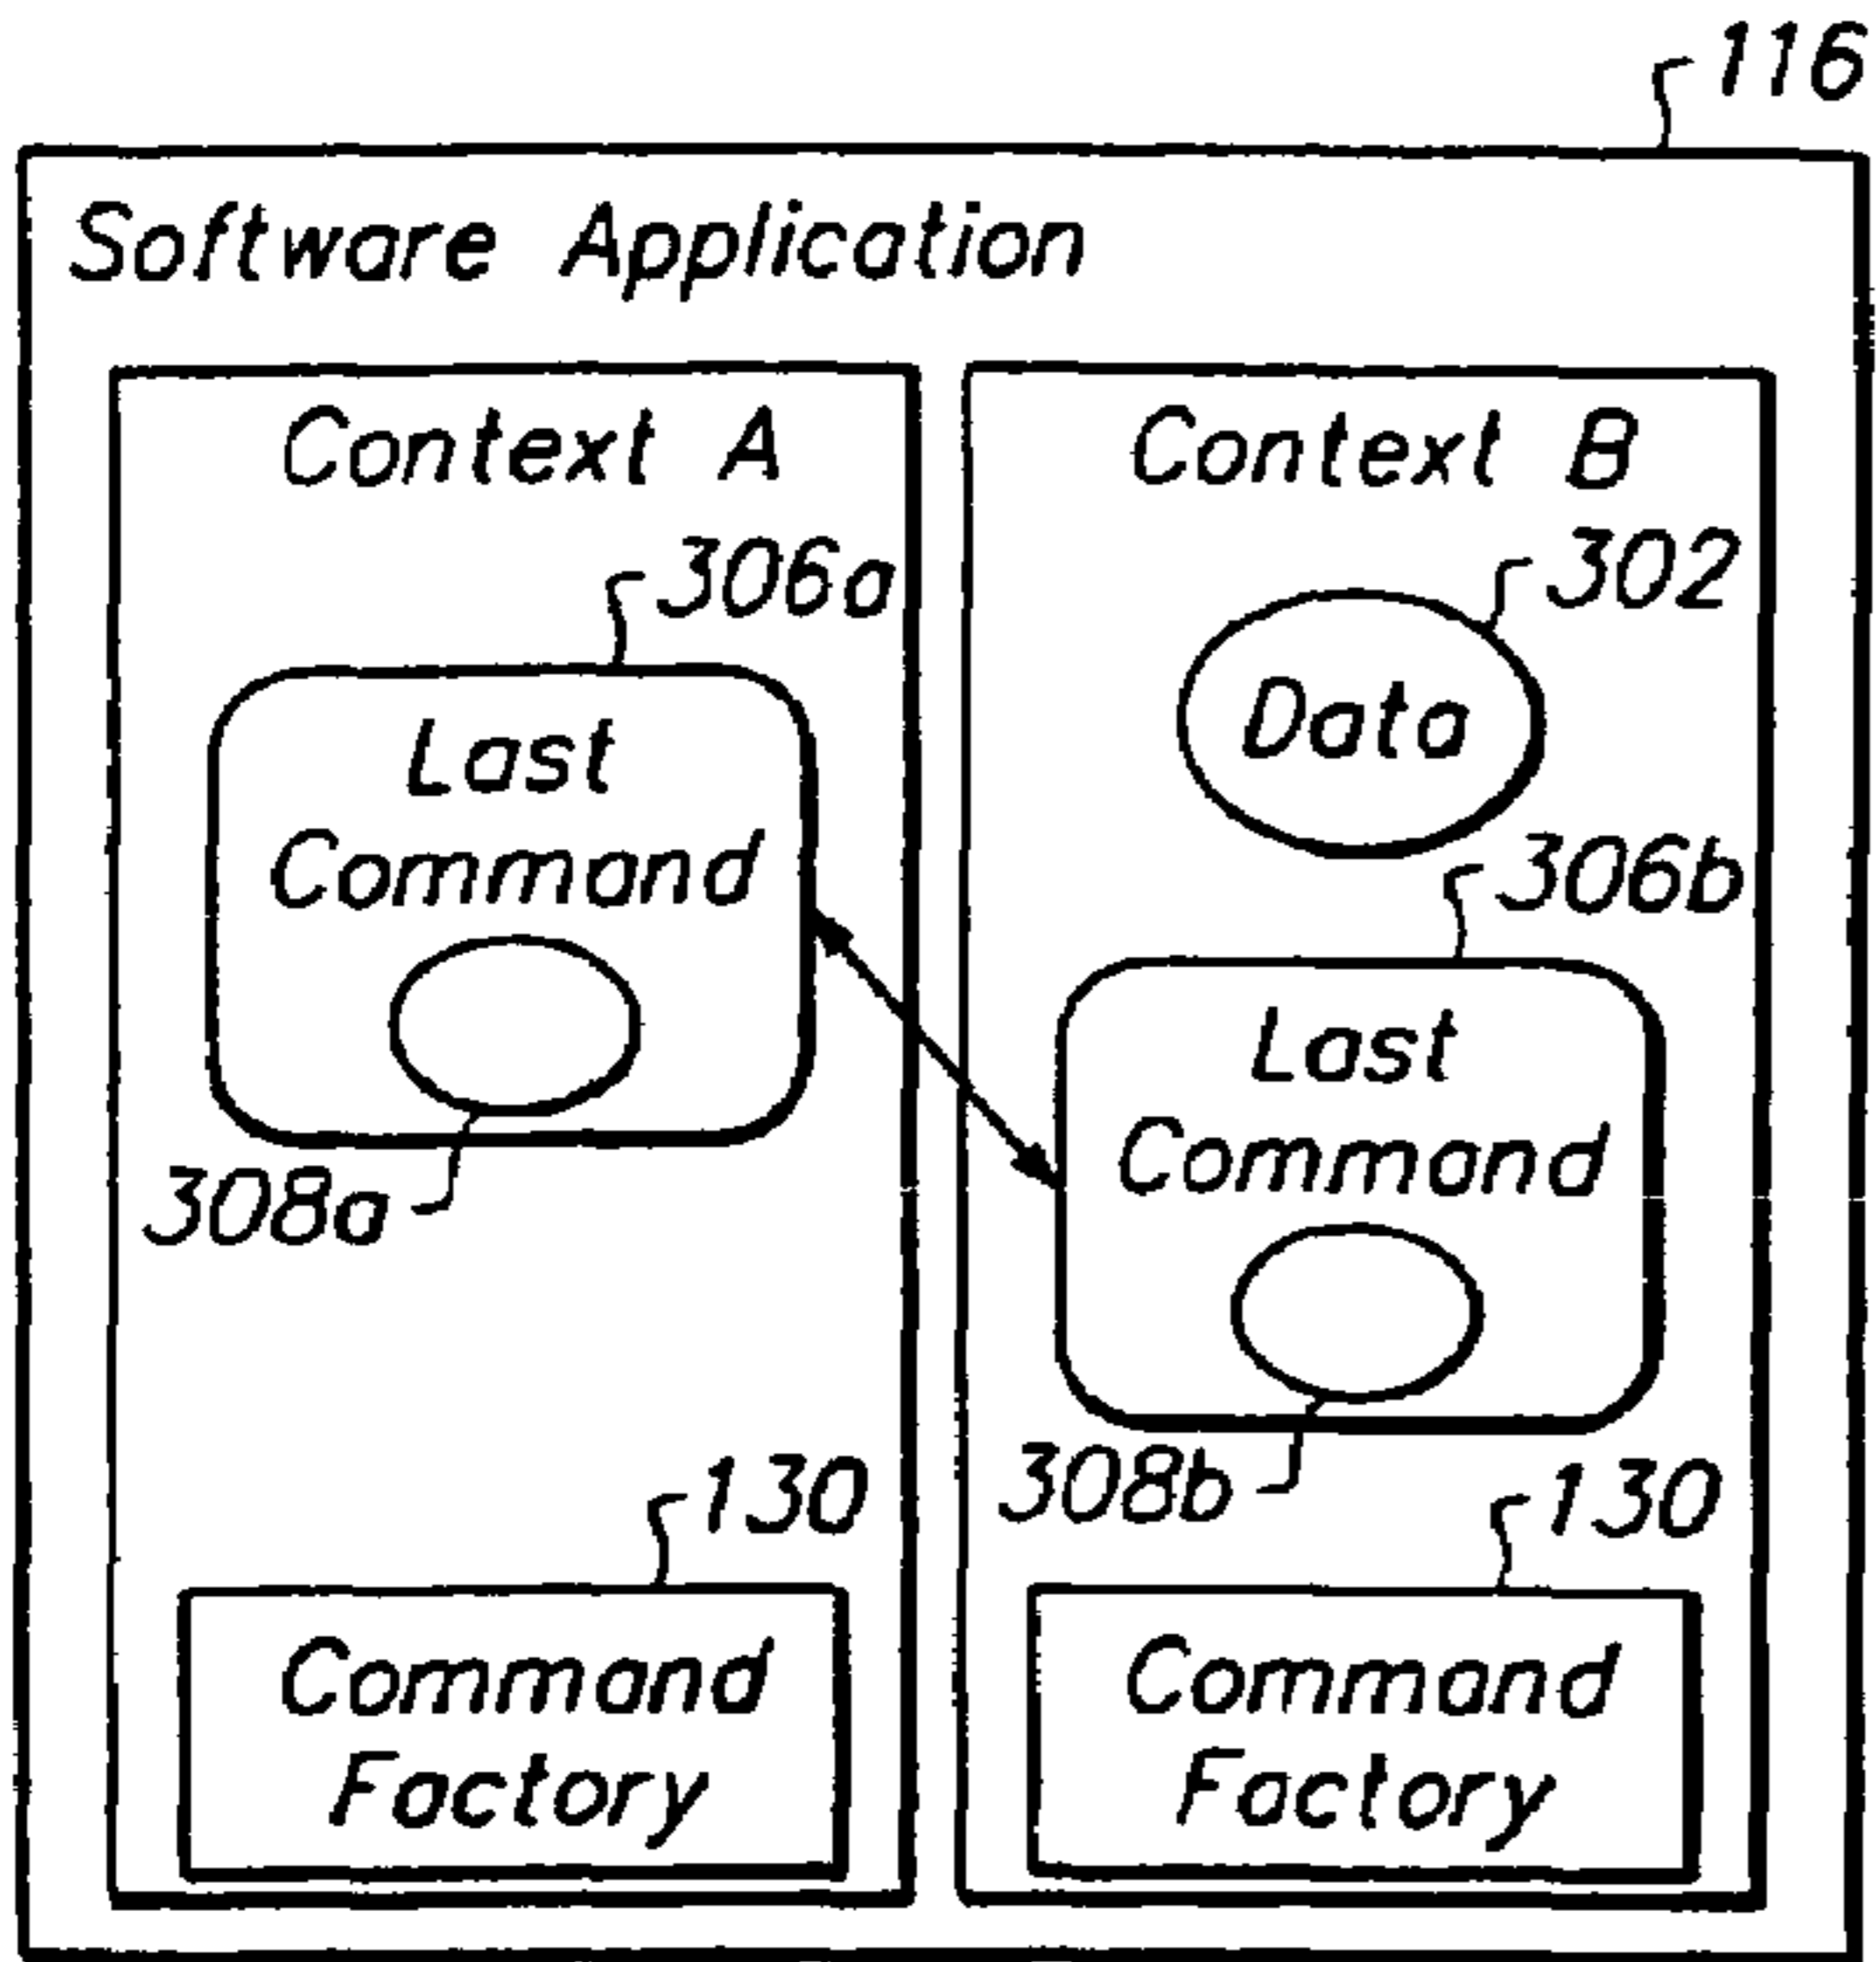 116
Software Application
Context A
306a
Last
Command
308a
130
Command
Factory
Context B
302
Data
306b
Last
Command
308b
130
Command
Factory